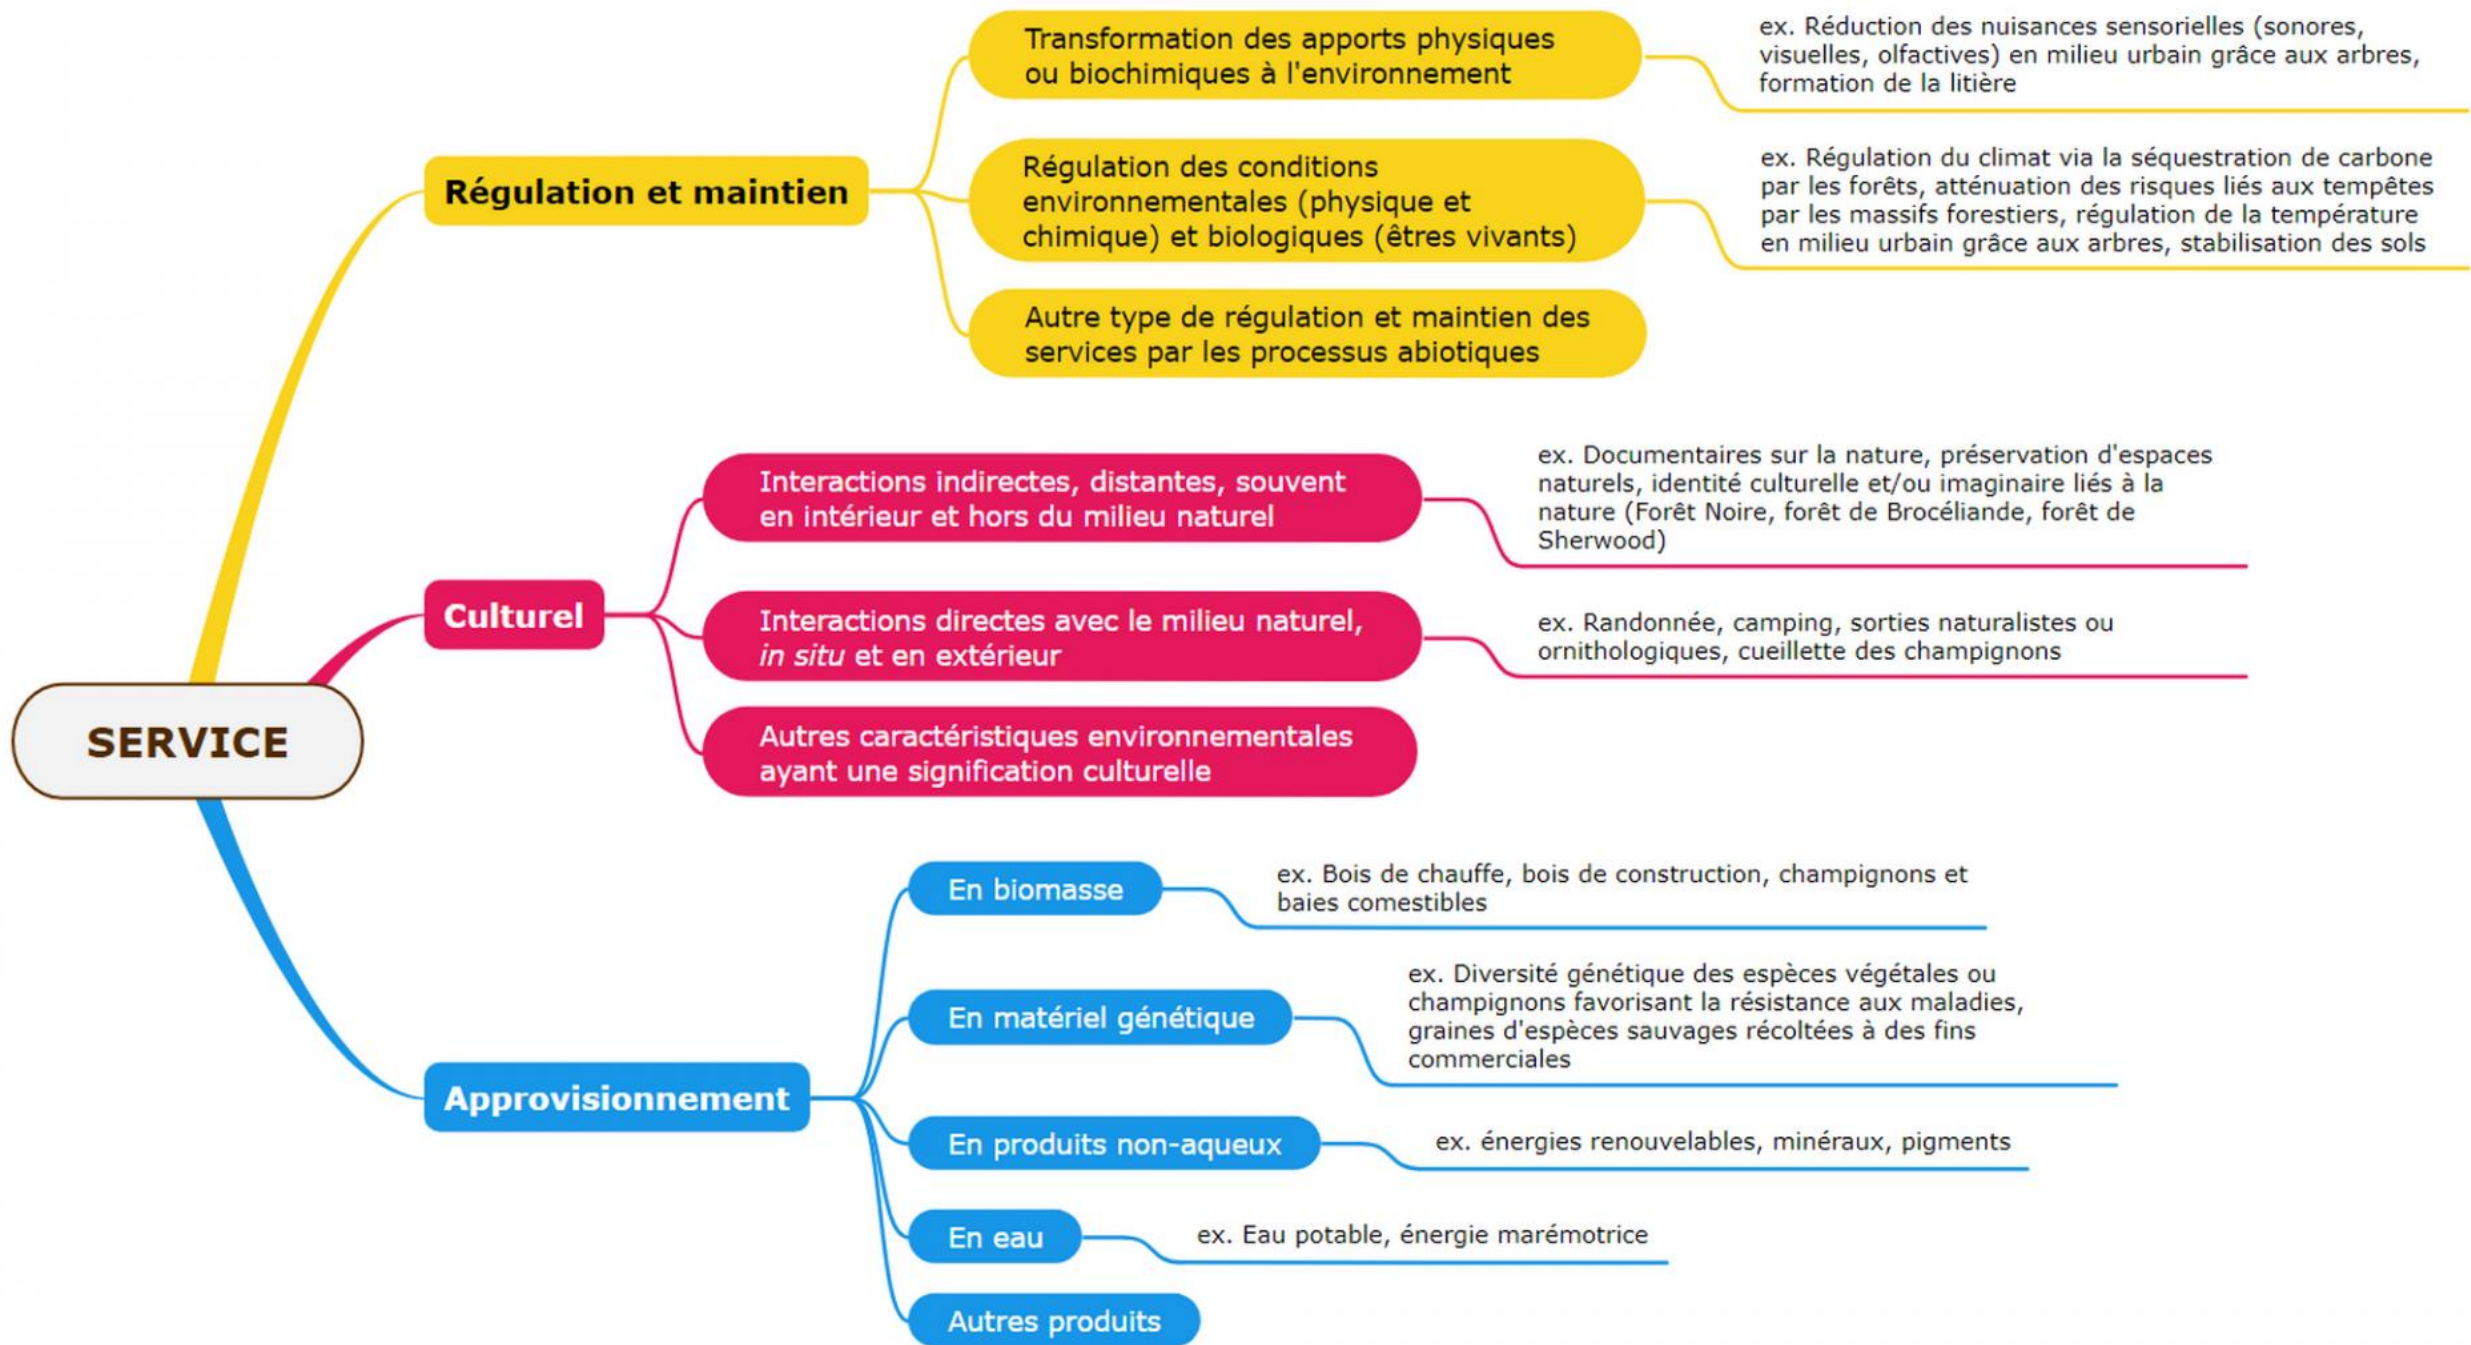 Transformation des apports physiques
ou biochimiques à l'environnement
ex. Réduction des nuisances sensorielles (sonores,
visuelles, olfactives) en milieu urbain grâce aux arbres,
formation de la litière
Régulation et maintien
Régulation des conditions
environnementales (physique et
chimique) et biologiques (êtres vivants)
ex. Régulation du climat via la séquestration de carbone
par les forêts, atténuation des risques liés aux tempêtes
par les massifs forestiers, régulation de la température
en milieu urbain grâce aux arbres, stabilisation des sols
Autre type de régulation et maintien des
services par les processus abiotiques
Interactions indirectes, distantes, souvent
en intérieur et hors du milieu naturel
ex. Documentaires sur la nature, préservation d'espaces
naturels, identité culturelle et/ou imaginaire liés à la
nature (Forêt Noire, forêt de Brocéliande, forêt de
Sherwood)
Culturel
Interactions directes avec le milieu naturel,
in situ et en extérieur
ex. Randonnée, camping, sorties naturalistes ou
ornithologiques, cueillette des champignons
Autres caractéristiques environnementales
ayant une signification culturelle
SERVICE
En biomasse
ex. Bois de chauffe, bois de construction, champignons et
baies comestibles
En matériel génétique
ex. Diversité génétique des espèces végétales ou
champignons favorisant la résistance aux maladies,
graines d'espèces sauvages récoltées à des fins
commerciales
Approvisionnement
En produits non-aqueux
ex. énergies renouvelables, minéraux, pigments
En eau
ex. Eau potable, énergie marémotrice
Autres produits